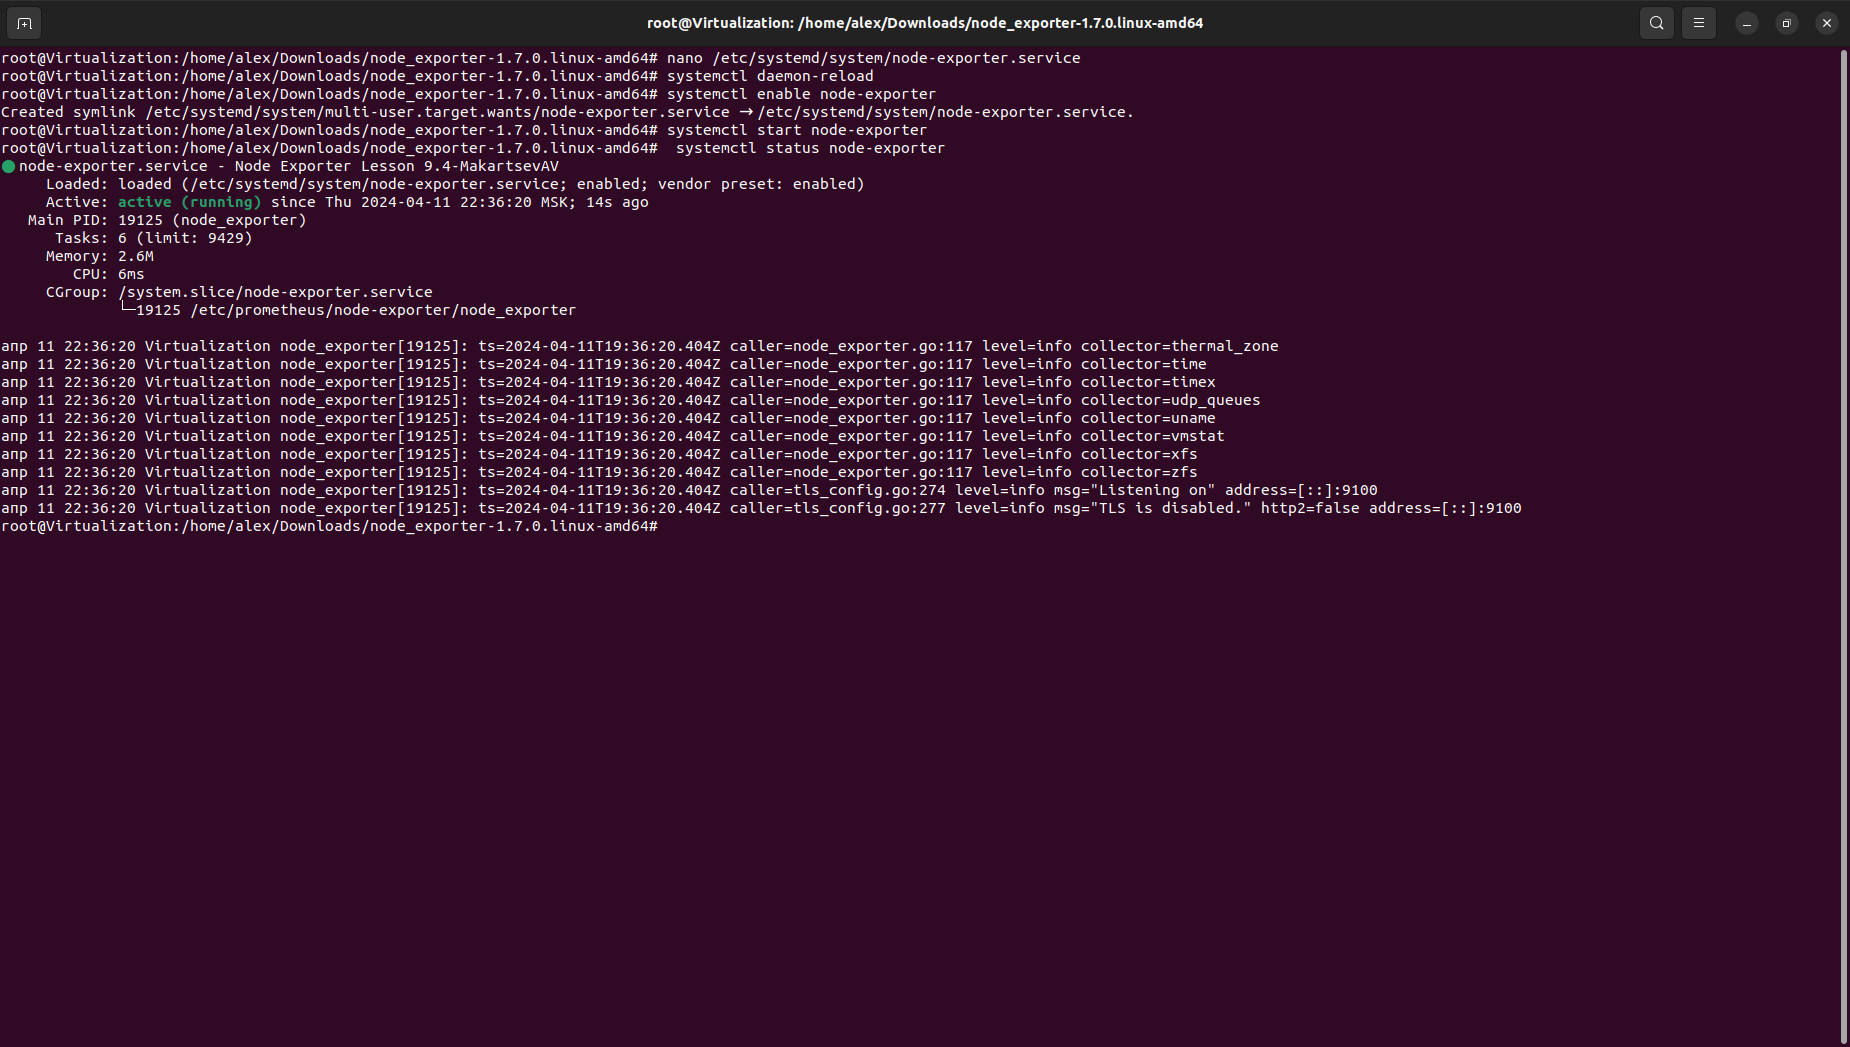 root@Virtualization: /home/alex/Downloads/node_exporter-1.7.0.linux-amd64
root@Virtualization:/home/alex/Downloads/node_exporter-1.7.0.linux-amd64# nano /etc/systemd/system/node-exporter.service
root@Virtualization:/home/alex/Downloads/node_exporter-1.7.0.linux-amd64# systemctl daemon-reload
root@Virtualization:/home/alex/Downloads/node_exporter-1.7.0.linux-amd64# systemctl enable node-exporter
Created symlink /etc/systemd/system/multi-user.target.wants/node-exporter.service → /etc/systemd/system/node-exporter.service.
root@Virtualization:/home/alex/Downloads/node_exporter-1.7.0.linux-amd64# systemctl start node-exporter
root@Virtualization:/home/alex/Downloads/node_exporter-1.7.0.linux-amd64#  systemctl status node-exporter
● node-exporter.service - Node Exporter Lesson 9.4-MakartsevAV
     Loaded: loaded (/etc/systemd/system/node-exporter.service; enabled; vendor preset: enabled)
     Active: active (running) since Thu 2024-04-11 22:36:20 MSK; 14s ago
   Main PID: 19125 (node_exporter)
      Tasks: 6 (limit: 9429)
     Memory: 2.6M
        CPU: 6ms
     CGroup: /system.slice/node-exporter.service
             └─19125 /etc/prometheus/node-exporter/node_exporter

апр 11 22:36:20 Virtualization node_exporter[19125]: ts=2024-04-11T19:36:20.404Z caller=node_exporter.go:117 level=info collector=thermal_zone
апр 11 22:36:20 Virtualization node_exporter[19125]: ts=2024-04-11T19:36:20.404Z caller=node_exporter.go:117 level=info collector=time
апр 11 22:36:20 Virtualization node_exporter[19125]: ts=2024-04-11T19:36:20.404Z caller=node_exporter.go:117 level=info collector=timex
апр 11 22:36:20 Virtualization node_exporter[19125]: ts=2024-04-11T19:36:20.404Z caller=node_exporter.go:117 level=info collector=udp_queues
апр 11 22:36:20 Virtualization node_exporter[19125]: ts=2024-04-11T19:36:20.404Z caller=node_exporter.go:117 level=info collector=uname
апр 11 22:36:20 Virtualization node_exporter[19125]: ts=2024-04-11T19:36:20.404Z caller=node_exporter.go:117 level=info collector=vmstat
апр 11 22:36:20 Virtualization node_exporter[19125]: ts=2024-04-11T19:36:20.404Z caller=node_exporter.go:117 level=info collector=xfs
апр 11 22:36:20 Virtualization node_exporter[19125]: ts=2024-04-11T19:36:20.404Z caller=node_exporter.go:117 level=info collector=zfs
апр 11 22:36:20 Virtualization node_exporter[19125]: ts=2024-04-11T19:36:20.404Z caller=tls_config.go:274 level=info msg="Listening on" address=[::]:9100
апр 11 22:36:20 Virtualization node_exporter[19125]: ts=2024-04-11T19:36:20.404Z caller=tls_config.go:277 level=info msg="TLS is disabled." http2=false address=[::]:9100
root@Virtualization:/home/alex/Downloads/node_exporter-1.7.0.linux-amd64#